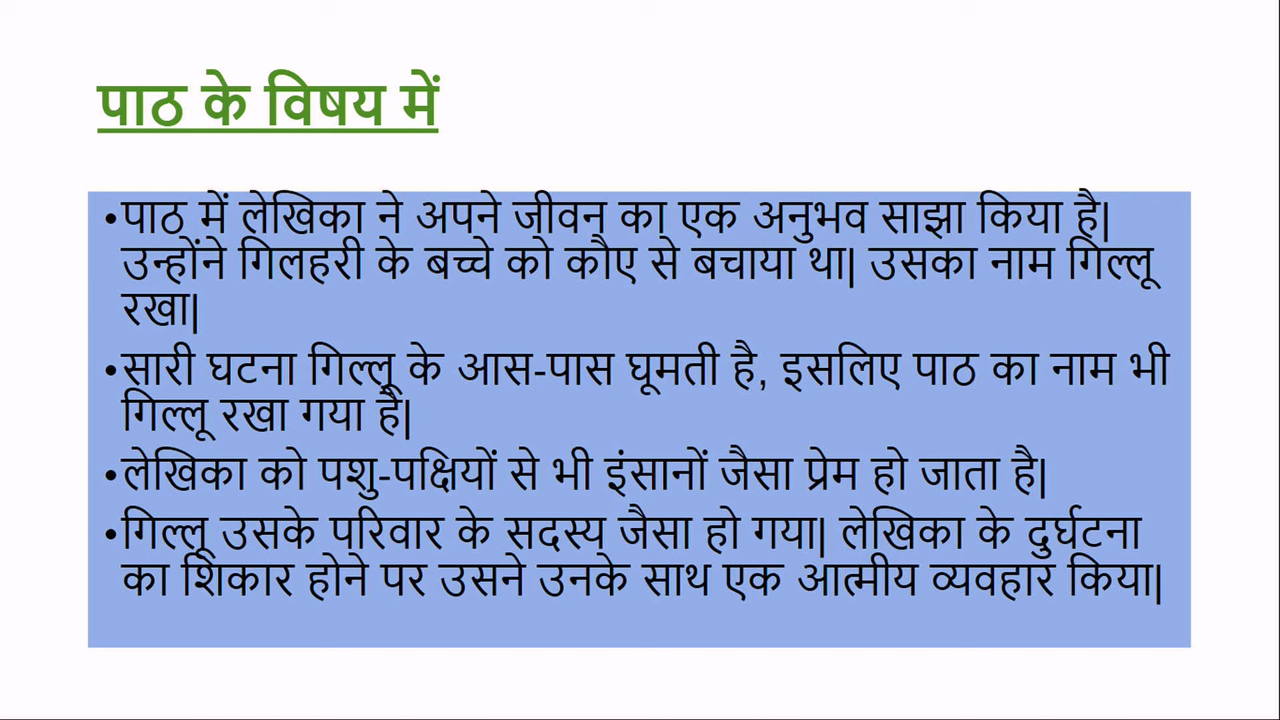 पाठ के विषय में
•पाठ में लेखिका ने अपने जीवन का एक अनुभव साझा किया है|
उन्होंने गिलहरी के बच्चे को कौए से बचाया था| उसका नाम गिल्लू
रखा|
•सारी घटना गिल्लू के आस-पास घूमती है, इसलिए पाठ का नाम भी
गिल्लू रखा गया है|
•लेखिका को पशु-पक्षियों से भी इंसानों जैसा प्रेम हो जाता है|
•गिल्लू उसके परिवार के सदस्य जैसा हो गया| लेखिका के दुर्घटना
का शिकार होने पर उसने उनके साथ एक आत्मीय व्यवहार किया|